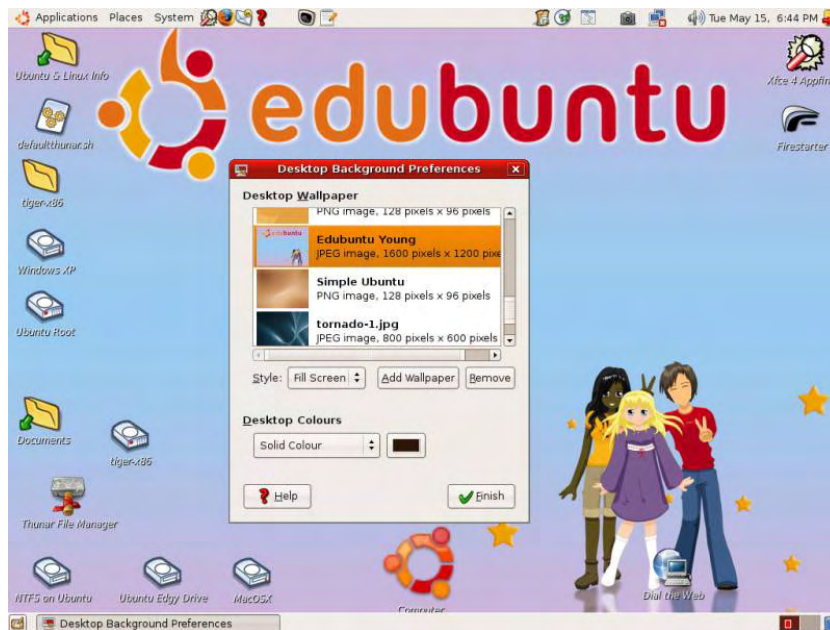 Applications Places System
Tue May 15, 6:44 PM
Ubuntu & Linux Info
edubuntu
Xfce 4 Appfin
defaultthunar.sh
Firestarter
Desktop Background Preferences
tiger-x86
Desktop Wallpaper
PNG image, 128 pixels x 96 pixels
Edubuntu Young
JPEG image, 1600 pixels x 1200 pixe
Windows XP
Simple Ubuntu
PNG image, 128 pixels x 96 pixels
Ubuntu Root
tornado-1.jpg
JPEG image, 800 pixels x 600 pixels
Style: Fill Screen Add Wallpaper Remove
Desktop Colours
Documents
Solid Colour
tiger-x86
Help Finish
Thunar File Manager
NTFS on Ubuntu Ubuntu Edgy Drive MacOSX Computer Dial the Web
Desktop Background Preferences